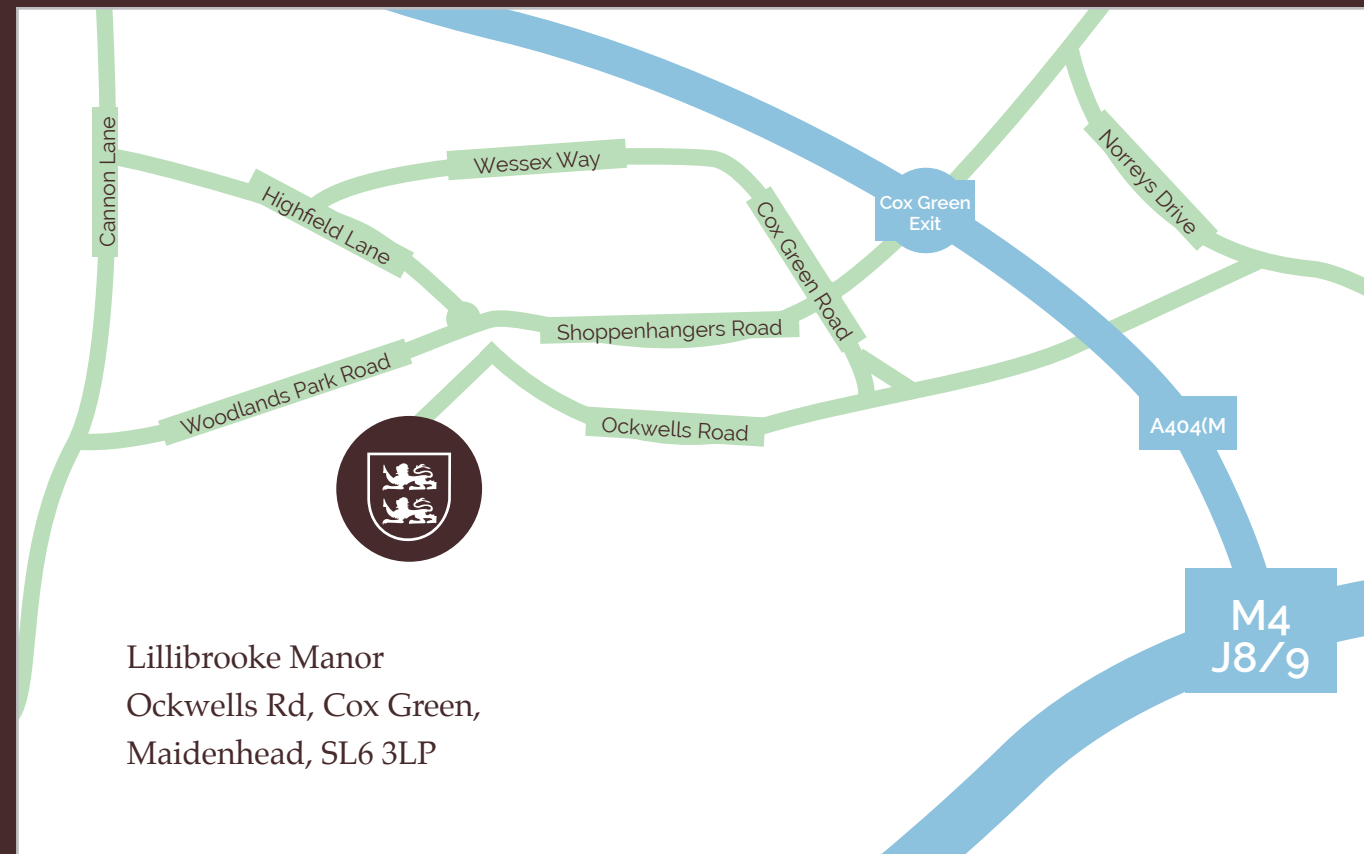 Cannon Lane
Highfield Lane
Wessex Way
Cox Green Road
Cox Green
Exit
Norreys Drive
Shoppenhangers Road
Woodlands Park Road
Ockwells Road
A404(M
M4
J8/9
Lillibrooke Manor
Ockwells Rd, Cox Green,
Maidenhead, SL6 3LP